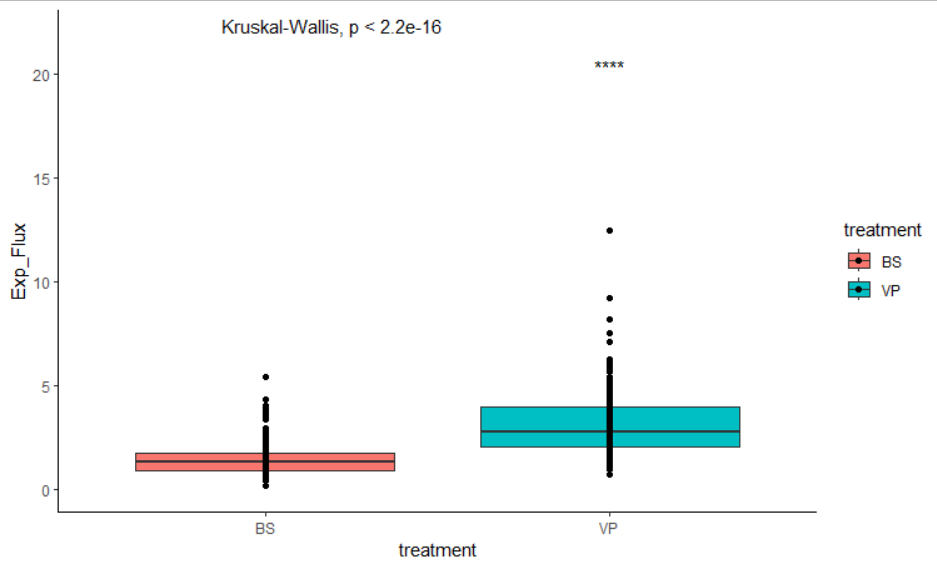 Kruskal-Wallis, p < 2.2e-16
****
20
15
10
5
0
Exp_Flux
BS
VP
treatment
treatment
BS
VP